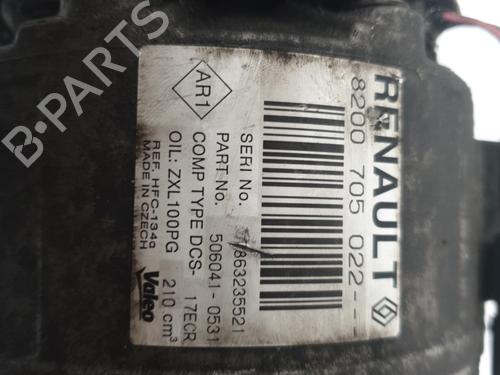 RENAULT
8200 705 022---
AR1
SERI No. 863235521
PART No. 506041-0531
COMP TYPE DCS-17ECR
OIL: ZXL100PG 210 cm³
REF. HFC-134a
MADE IN CZECH
Valeo
B-PARTS